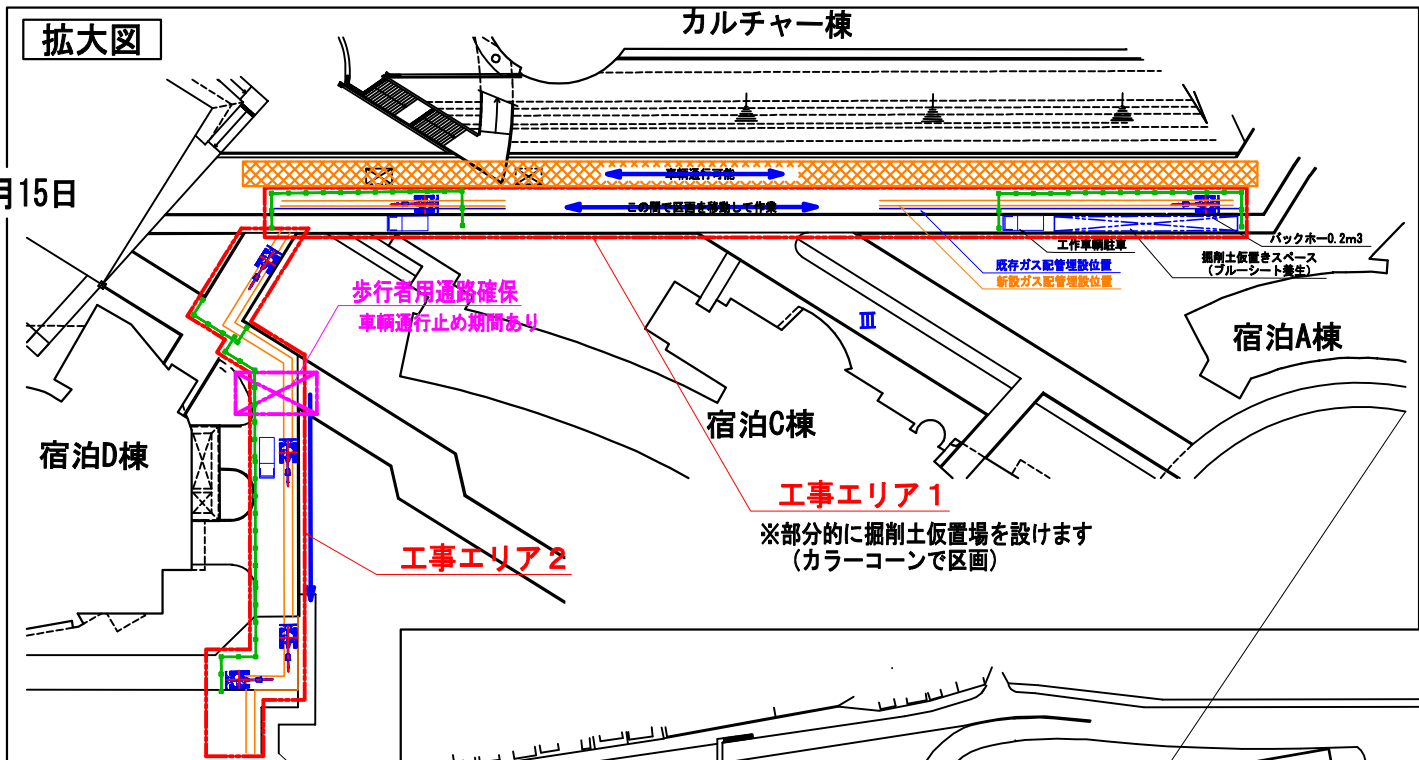 拡大図
カルチャー棟
月15日
車輌通行可能
この間で区画を移動して作業
工作車輌駐車
バックホー0.2m3
掘削土仮置きスペース
(ブルーシート養生)
既存ガス配管埋設位置
新設ガス配管埋設位置
歩行者用通路確保
車輌通行止め期間あり
Ⅲ
宿泊A棟
宿泊C棟
宿泊D棟
工事エリア1
※部分的に掘削土仮置場を設けます
(カラーコーンで区画)
工事エリア2